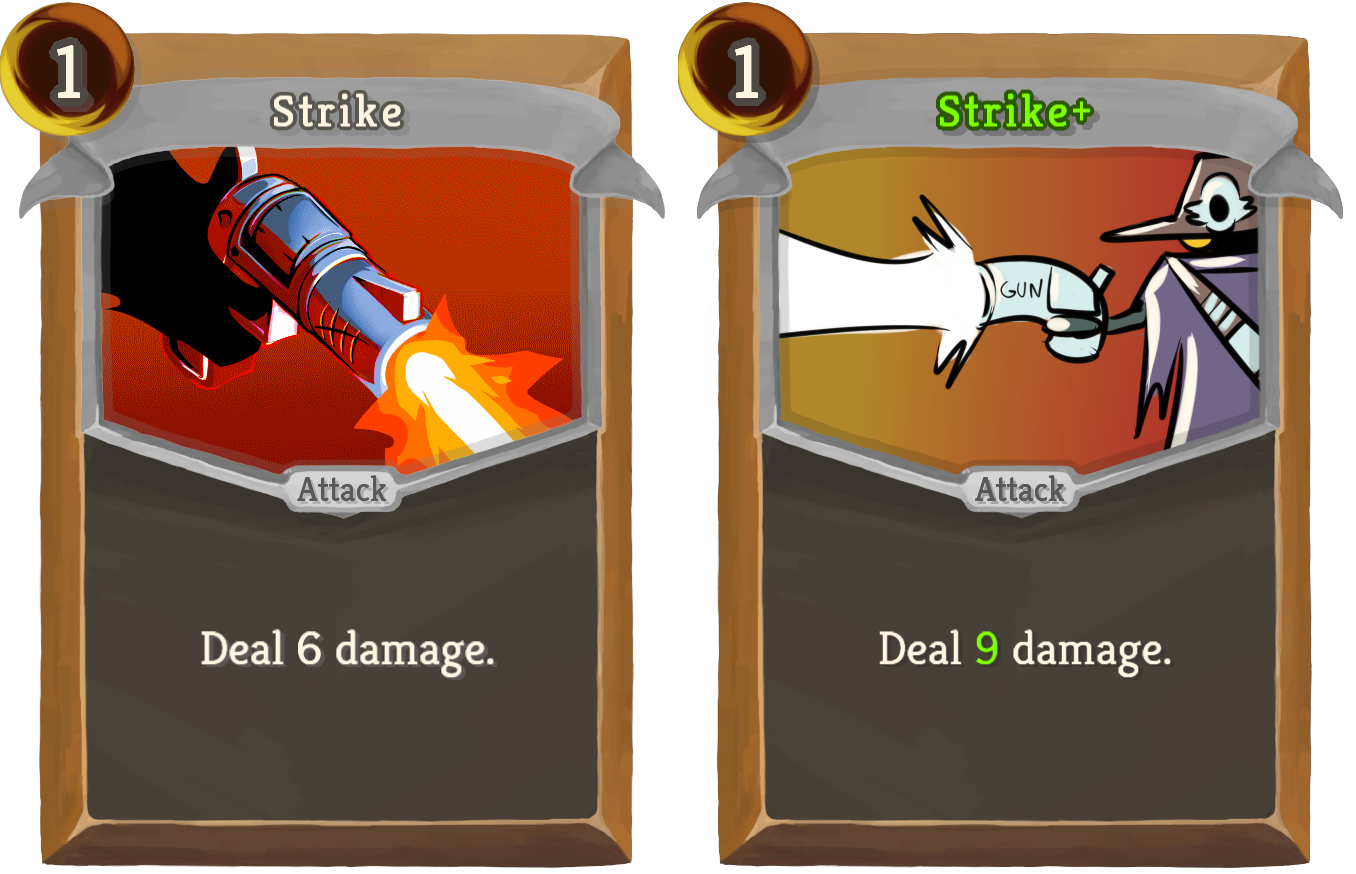 1
Strike
Attack
Deal 6 damage.
1
Strike+
GUN
Attack
Deal 9 damage.